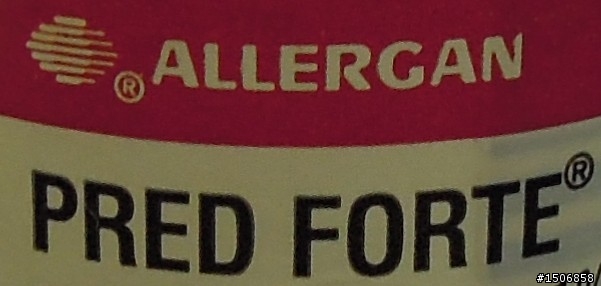 ® ALLERGAN
PRED FORTE®
#1506858